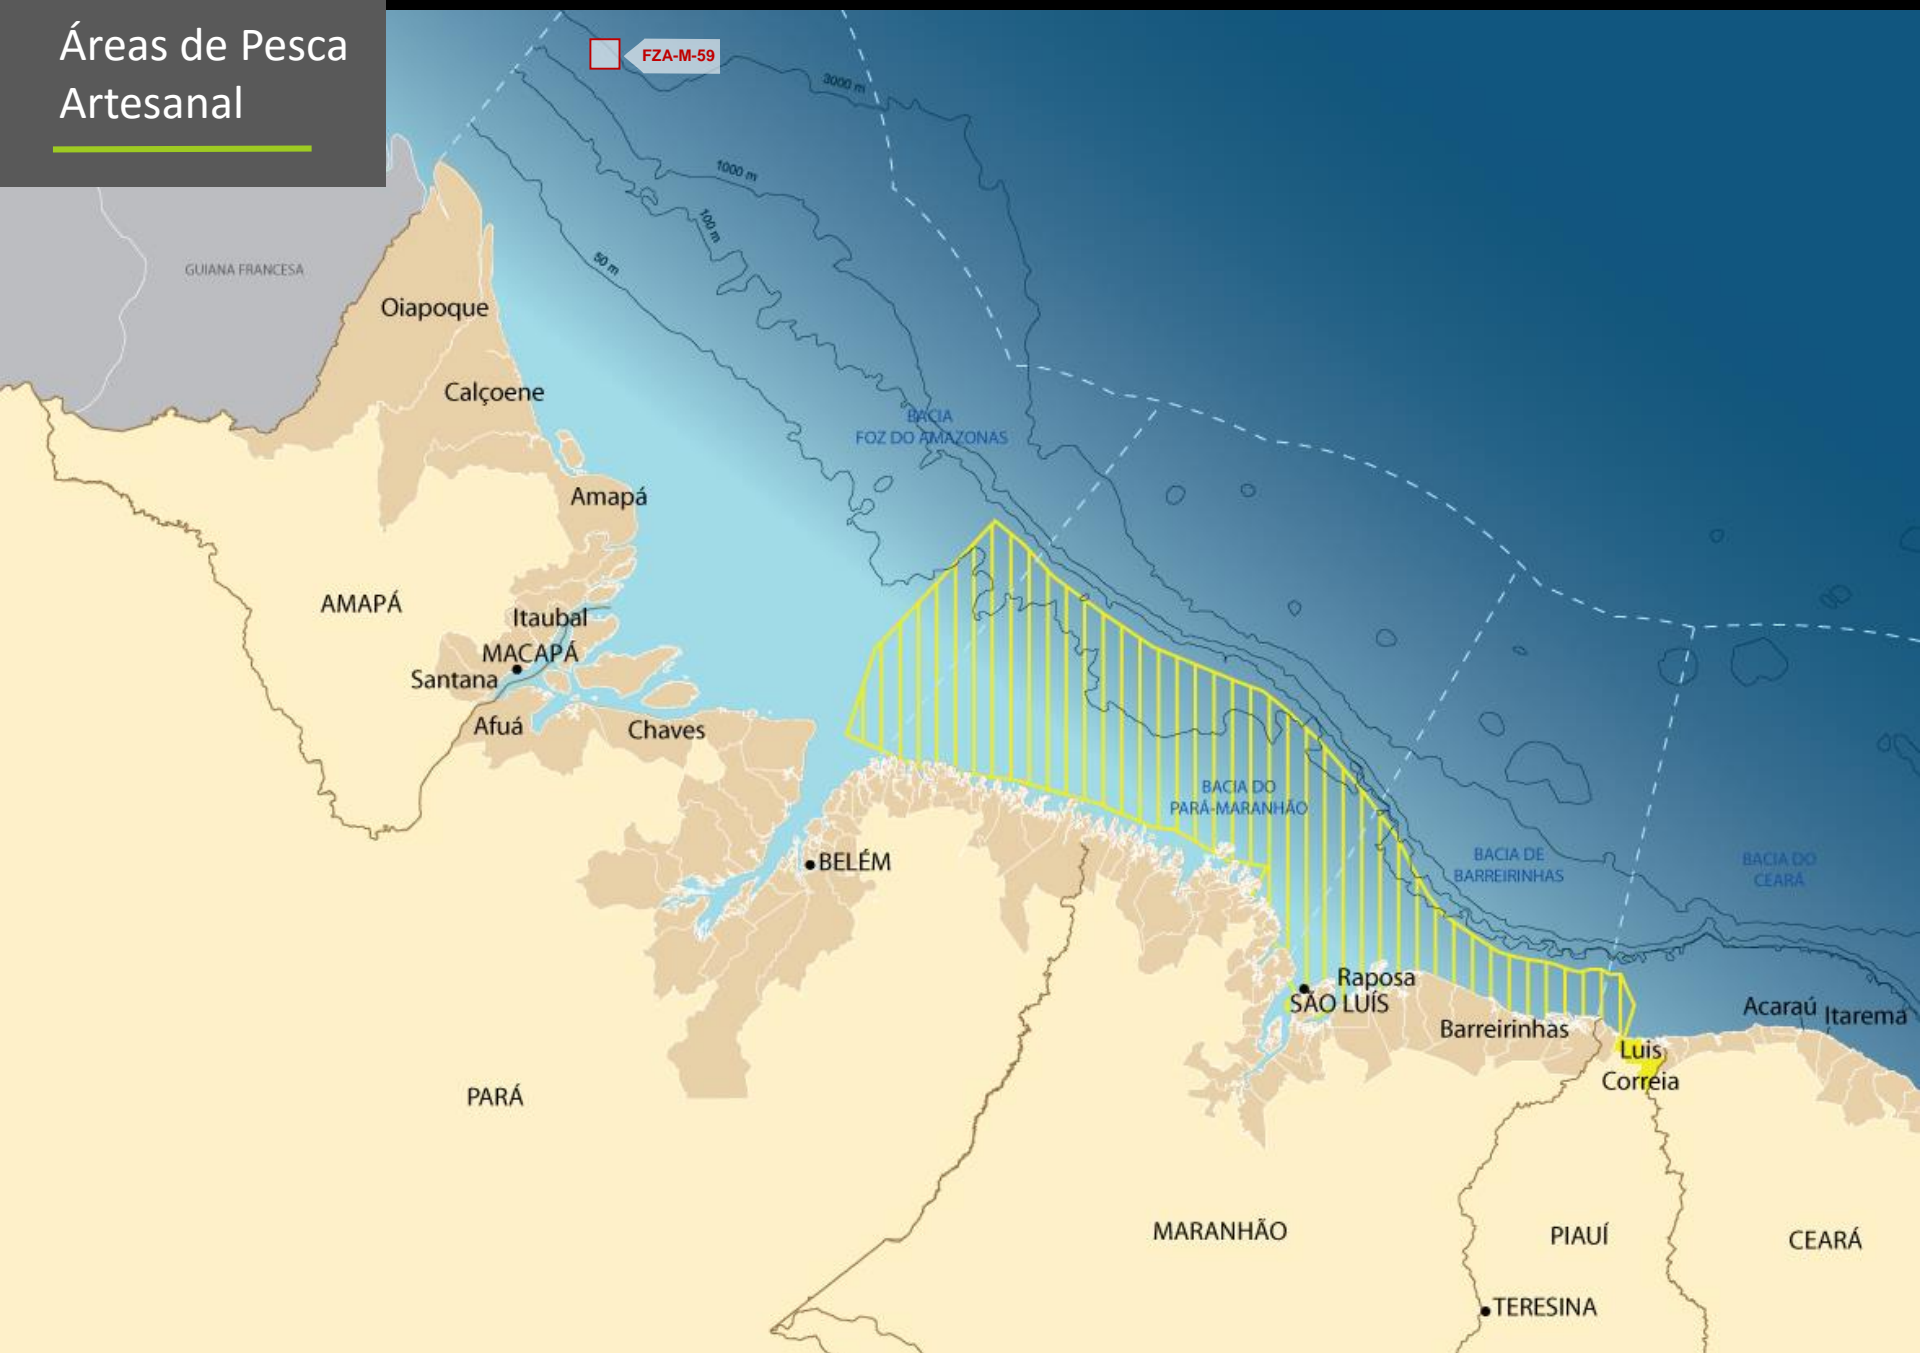 Áreas de Pesca
Artesanal
FZA-M-59
3000 m
1000 m
100 m
50 m
GUIANA FRANCESA
Oiapoque
Calçoene
BACIA
FOZ DO AMAZONAS
Amapá
AMAPÁ
Itaubal
MACAPÁ
Santana
Afuá
Chaves
BACIA DO
PARÁ-MARANHÃO
BELÉM
BACIA DE
BARREIRINHAS
BACIA DO
CEARÁ
Raposa
SÃO LUÍS
Barreirinhas
Acaraú
Itarema
Luis
Correia
PARÁ
MARANHÃO
PIAUÍ
CEARÁ
TERESINA